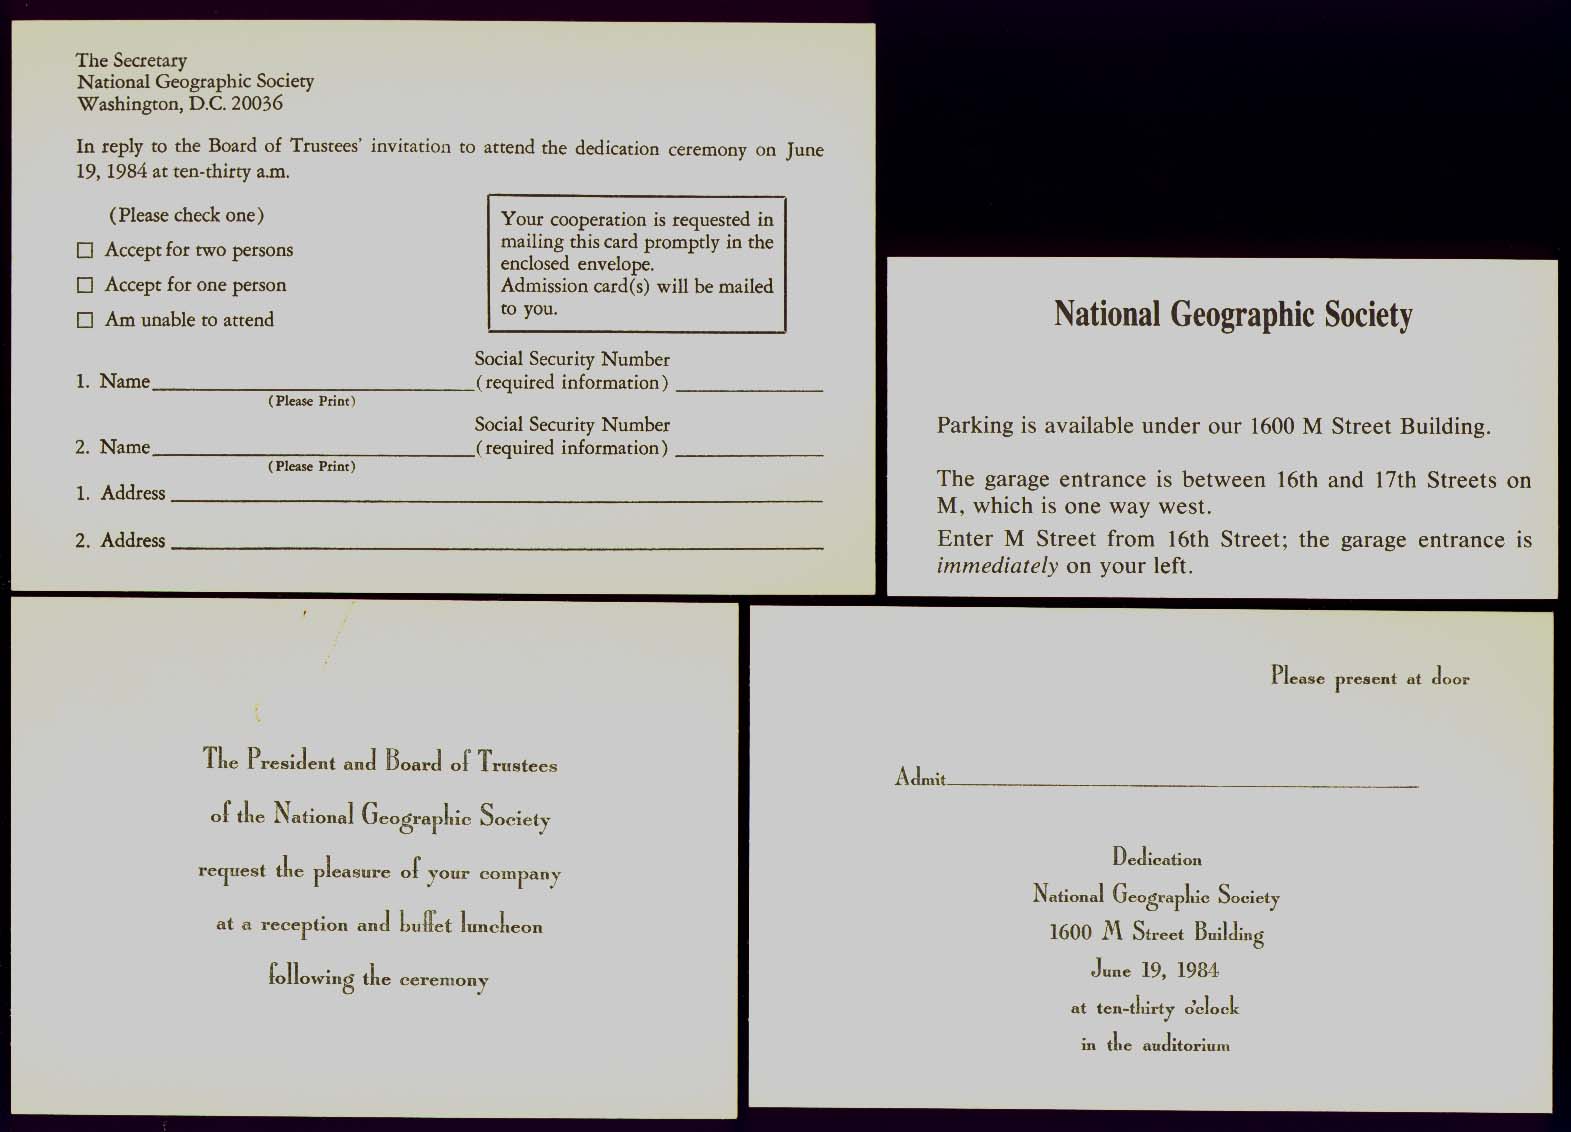 The Secretary
National Geographic Society
Washington, D.C. 20036
In reply to the Board of Trustees' invitation to attend the dedication ceremony on June
19, 1984 at ten-thirty a.m.
(Please check one)
Accept for two persons
Accept for one person
Am unable to attend
Your cooperation is requested in
mailing this card promptly in the
enclosed envelope.
Admission card(s) will be mailed
to you.
Social Security Number
1. Name (required information)
(Please Print)
Social Security Number
2. Name (required information)
(Please Print)
1. Address
2. Address
National Geographic Society
Parking is available under our 1600 M Street Building.
The garage entrance is between 16th and 17th Streets on
M, which is one way west.
Enter M Street from 16th Street; the garage entrance is
immediately on your left.
The President and Board of Trustees
of the National Geographic Society
request the pleasure of your company
at a reception and buffet luncheon
following the ceremony
Please present at door
Admit
Dedication
National Geographic Society
1600 M Street Building
June 19, 1984
at ten-thirty o'clock
in the auditorium